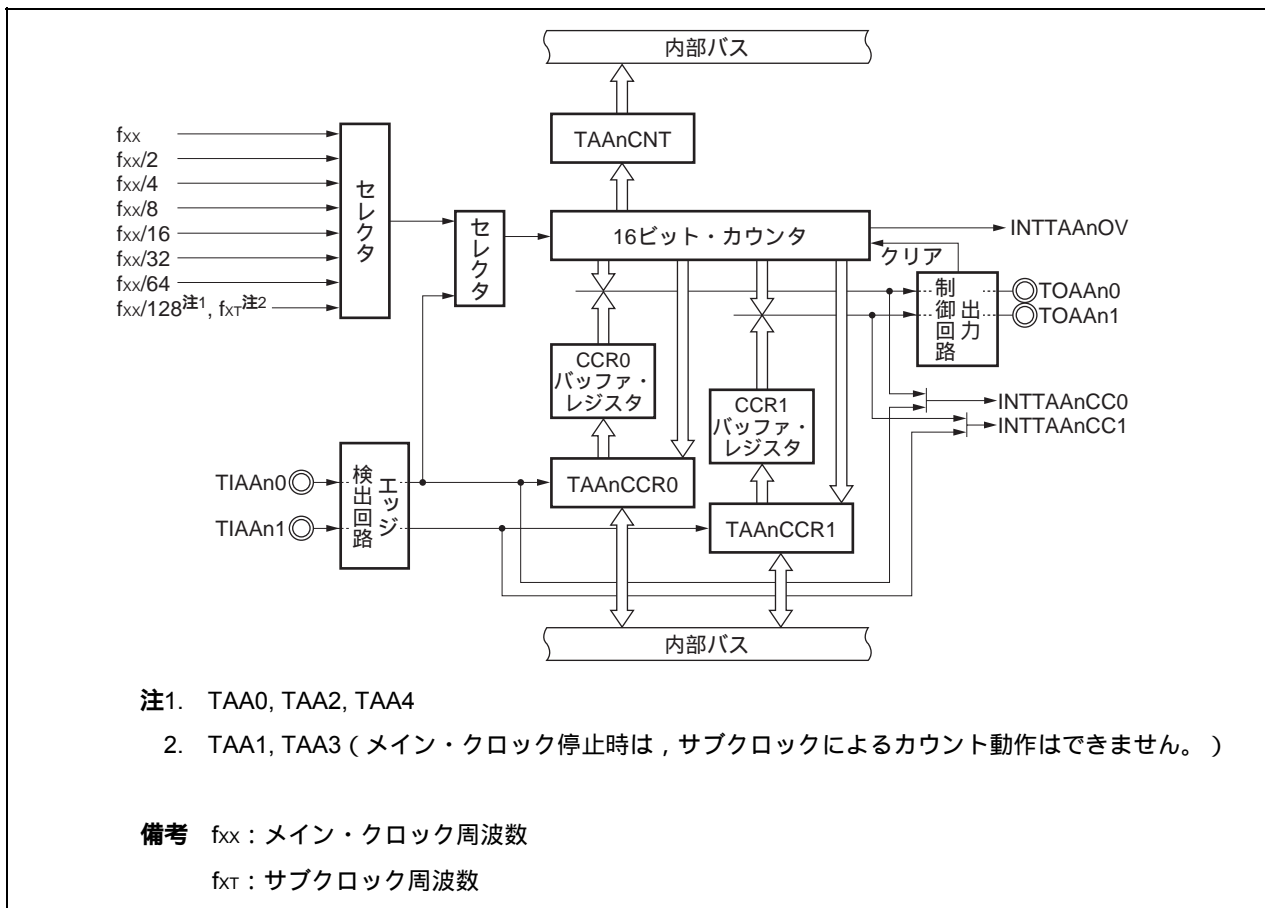 内部バス
TAAnCNT
fXX
fXX/2
fXX/4
fXX/8
fXX/16
fXX/32
fXX/64
fXX/128注1, fXT注2
セレクタ
セレクタ
16ビット・カウンタ
INTTAAnOV
クリア
出力制御回路
TOAAn0
TOAAn1
CCR0
バッファ・
レジスタ
CCR1
バッファ・
レジスタ
INTTAAnCC0
INTTAAnCC1
TIAAn0
TIAAn1
エッジ検出回路
TAAnCCR0
TAAnCCR1
内部バス
注1. TAA0, TAA2, TAA4
2. TAA1, TAA3(メイン・クロック停止時は,サブクロックによるカウント動作はできません。)
備考 fXX:メイン・クロック周波数
fXT:サブクロック周波数